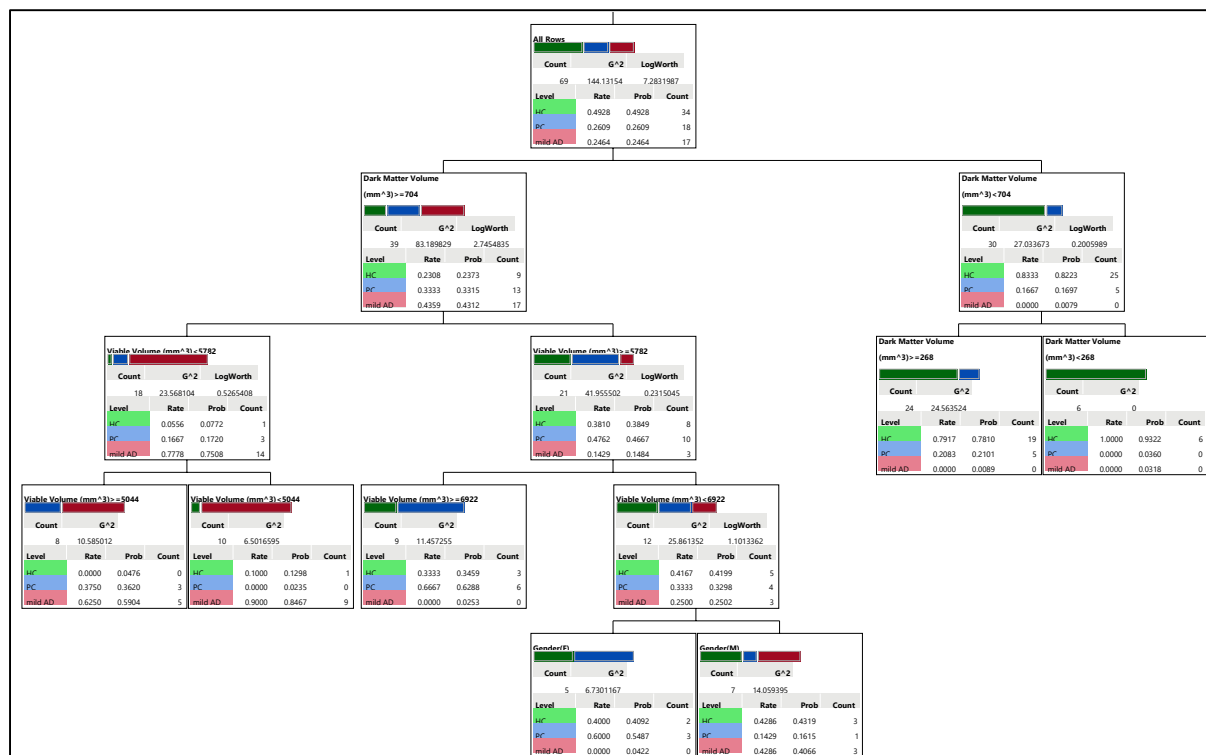 All Rows
Count G^2 LogWorth
69 144.13154 7.2831987
Level Rate Prob Count
HC 0.4928 0.4928 34
PC 0.2609 0.2609 18
mild AD 0.2464 0.2464 17
Dark Matter Volume
(mm^3)>=704
Count G^2 LogWorth
39 83.189829 2.7454835
Level Rate Prob Count
HC 0.2308 0.2373 9
PC 0.3333 0.3315 13
mild AD 0.4359 0.4312 17
Dark Matter Volume
(mm^3)<704
Count G^2 LogWorth
30 27.033673 0.2005989
Level Rate Prob Count
HC 0.8333 0.8223 25
PC 0.1667 0.1697 5
mild AD 0.0000 0.0079 0
Viable Volume (mm^3)<5782
Count G^2 LogWorth
18 23.568104 0.5265408
Level Rate Prob Count
HC 0.0556 0.0772 1
PC 0.1667 0.1720 3
mild AD 0.7778 0.7508 14
Viable Volume (mm^3)>=5782
Count G^2 LogWorth
21 41.955502 0.2315045
Level Rate Prob Count
HC 0.3810 0.3849 8
PC 0.4762 0.4667 10
mild AD 0.1429 0.1484 3
Dark Matter Volume
(mm^3)>=268
Count G^2
24 24.563524
Level Rate Prob Count
HC 0.7917 0.7810 19
PC 0.2083 0.2101 5
mild AD 0.0000 0.0089 0
Dark Matter Volume
(mm^3)<268
Count G^2
6 0
Level Rate Prob Count
HC 1.0000 0.9322 6
PC 0.0000 0.0360 0
mild AD 0.0000 0.0318 0
Viable Volume (mm^3)>=5044
Count G^2
8 10.585012
Level Rate Prob Count
HC 0.0000 0.0476 0
PC 0.3750 0.3620 3
mild AD 0.6250 0.5904 5
Viable Volume (mm^3)<5044
Count G^2
10 6.5016595
Level Rate Prob Count
HC 0.1000 0.1298 1
PC 0.0000 0.0235 0
mild AD 0.9000 0.8467 9
Viable Volume (mm^3)>=6922
Count G^2
9 11.457255
Level Rate Prob Count
HC 0.3333 0.3459 3
PC 0.6667 0.6288 6
mild AD 0.0000 0.0253 0
Viable Volume (mm^3)<6922
Count G^2 LogWorth
12 25.861352 1.1013362
Level Rate Prob Count
HC 0.4167 0.4199 5
PC 0.3333 0.3298 4
mild AD 0.2500 0.2502 3
Gender(F)
Count G^2
5 6.7301167
Level Rate Prob Count
HC 0.4000 0.4092 2
PC 0.6000 0.5487 3
mild AD 0.0000 0.0422 0
Gender(M)
Count G^2
7 14.059395
Level Rate Prob Count
HC 0.4286 0.4319 3
PC 0.1429 0.1615 1
mild AD 0.4286 0.4066 3